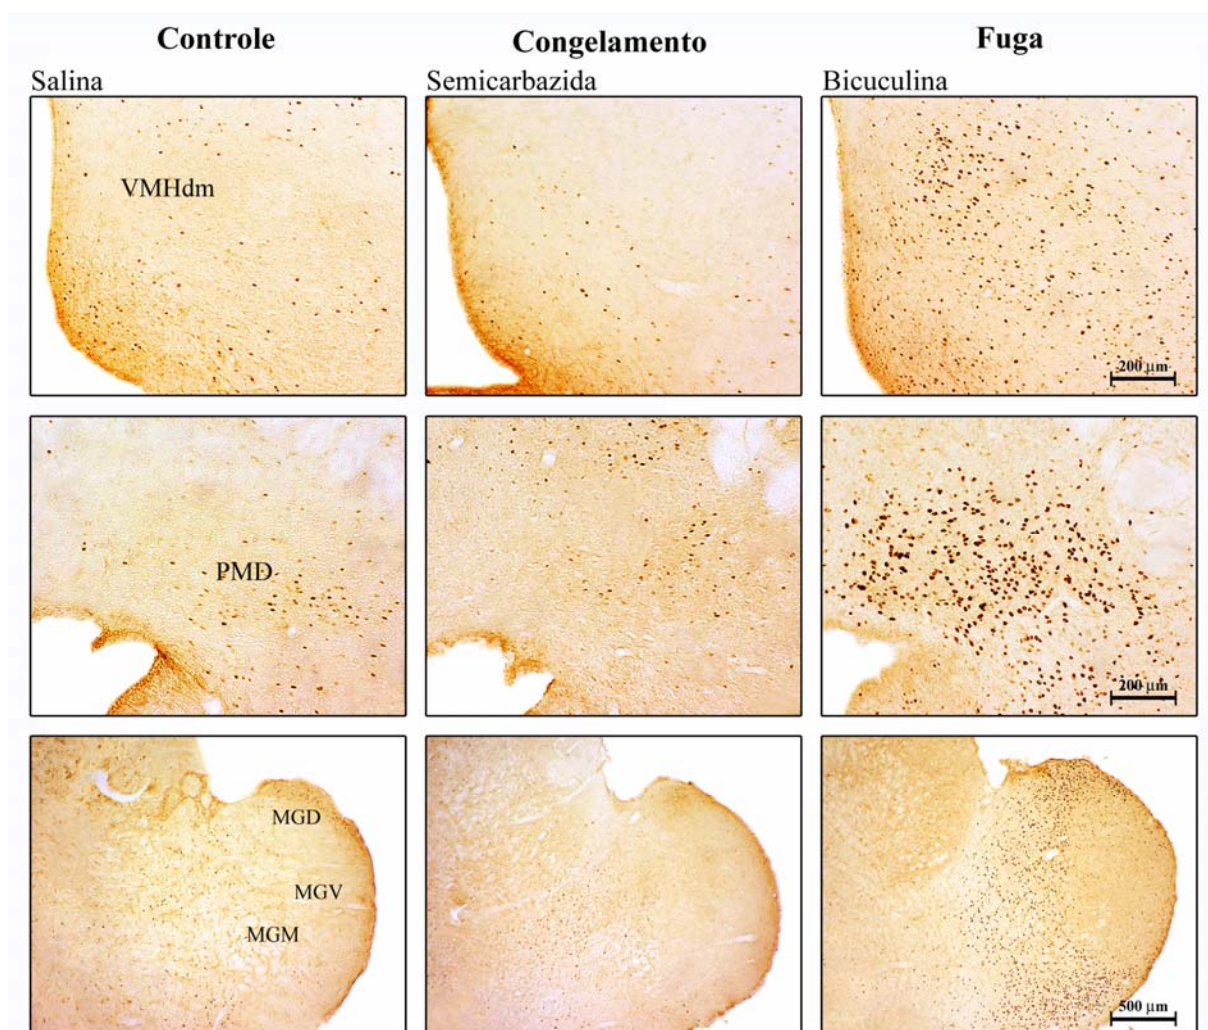 Controle
Congelamento
Fuga
Salina
Semicarbazida
Bicuculina
VMHdm
200 µm
PMD
200 µm
MGD
MGV
MGM
500 µm